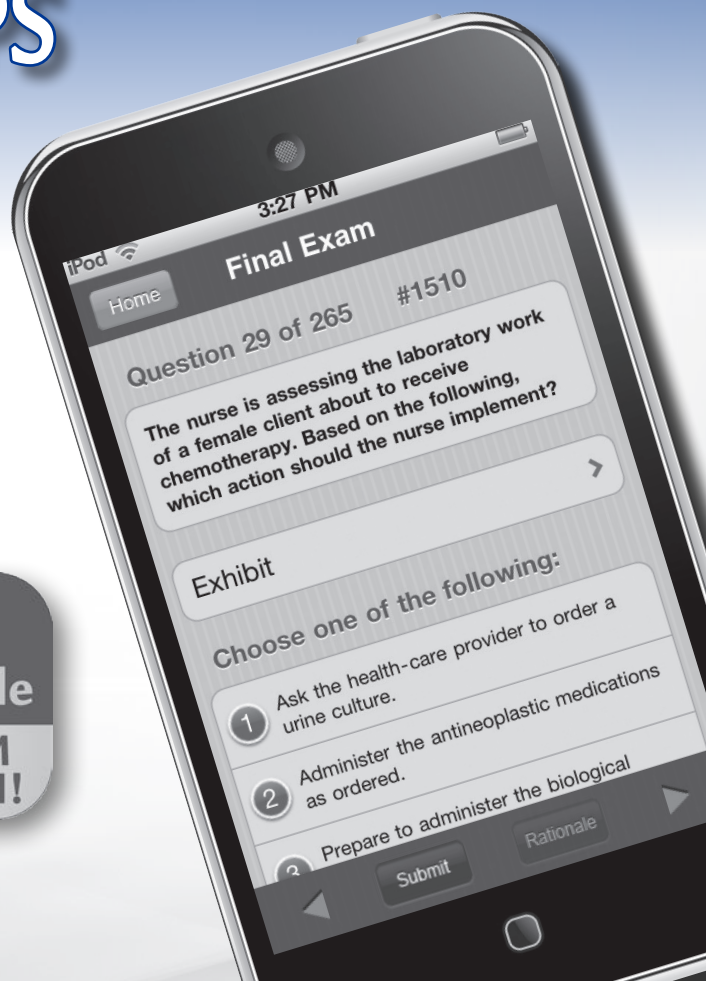 PS
iPod
3:27 PM
Home
Final Exam
Question 29 of 265
#1510
The nurse is assessing the laboratory work
of a female client about to receive
chemotherapy. Based on the following,
which action should the nurse implement?
Exhibit
Choose one of the following:
1
Ask the health-care provider to order a
urine culture.
2
Administer the antineoplastic medications
as ordered.
3
Prepare to administer the biological
Submit
Rationale
le